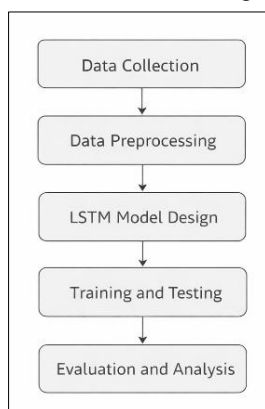 Data Collection
Data Preprocessing
LSTM Model Design
Training and Testing
Evaluation and Analysis